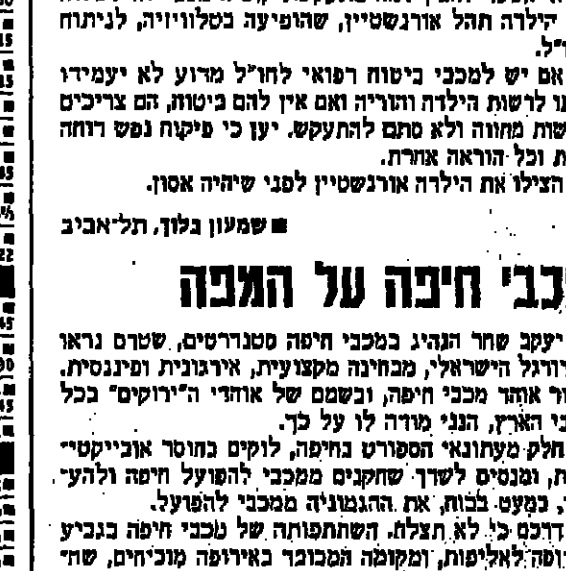 הילדה תהל אורנשטיין, שהופיעה בטלוויזיה, לניתוח
אם יש למכבי ביטוח רפואי לחו״ל מדוע לא יעמידו
לרשות הילדה והוריה ואם אין להם ביטוח, הם צריכים
מחווה ולא סתם להתעקש. יען כי פיקוח נפש דוחה
וכל הוראה אחרת.
הצילו את הילדה אורנשטיין לפני שיהיה אסון.
■ שמעון בלוך, תל־אביב
חיפה על המפה
יעקב שחר הנהיג במכבי חיפה סטנדרטים, שטרם נראו
הישראלי, מבחינה מקצועית, אירגונית ופיננסית.
אוהד מכבי חיפה, ובשמם של אוהדי ה״ירוקים״ בכל
הארץ, הנני מודה לו על כך.
חלק מעתונאי הספורט בחיפה, לוקים בחוסר אובייקטי־
ומנסים לשדך שחקנים ממכבי להפועל חיפה ולהע־
כמעט בכוח, את ההגמוניה ממכבי להפועל.
דרכם כי לא תצלח. השתתפותה של מכבי חיפה בגביע
לאליפות, ומקומה המכובד באירופה מוכיחים, שח־